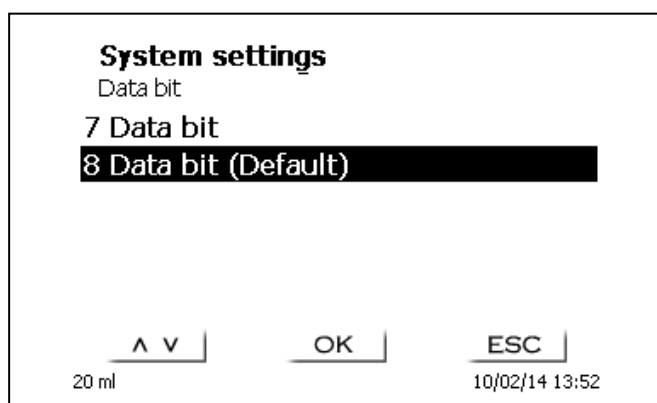 System settings
Data bit
7 Data bit
8 Data bit (Default)
∧ ∨ OK ESC
20 ml 10/02/14 13:52